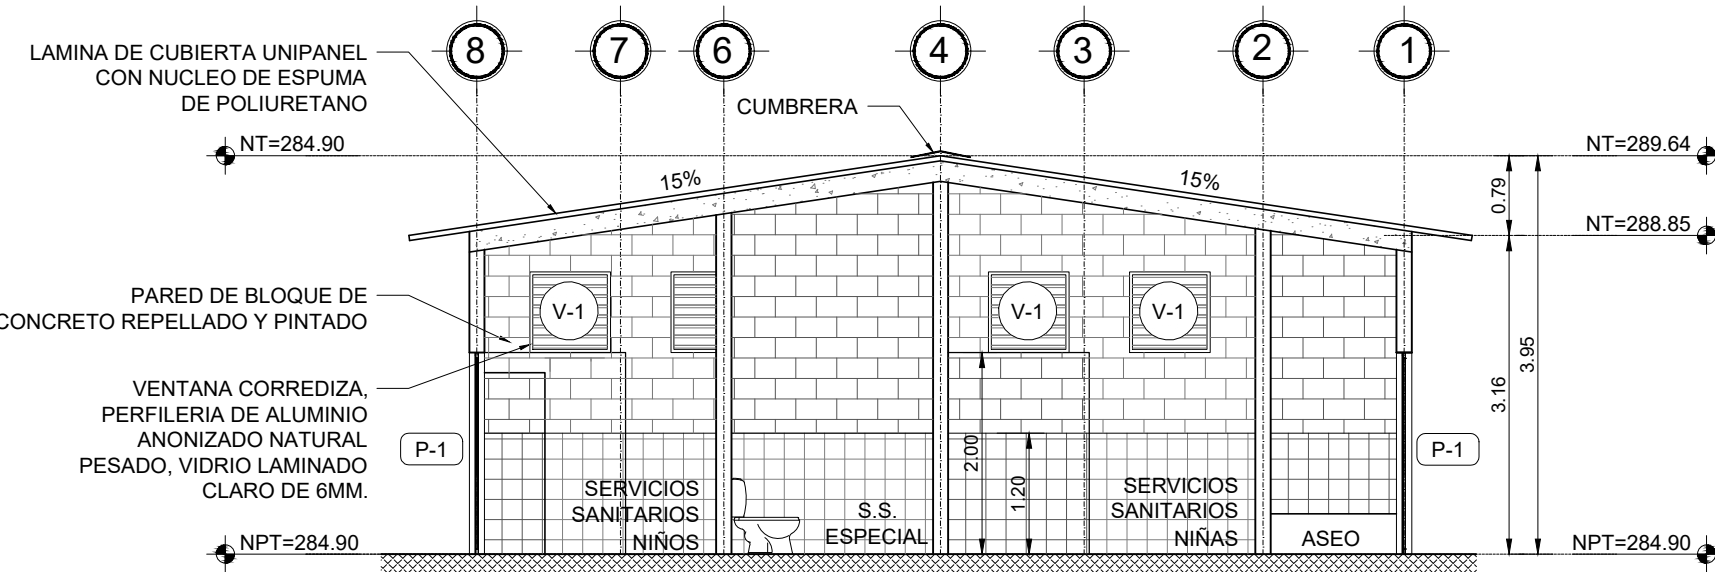 8 7 6 4 3 2 1
LAMINA DE CUBIERTA UNIPANEL
CON NUCLEO DE ESPUMA
DE POLIURETANO
CUMBRERA
NT=284.90
NT=289.64
15%
15%
0.79
NT=288.85
PARED DE BLOQUE DE
CONCRETO REPELLADO Y PINTADO
V-1
V-1
V-1
3.95
3.16
VENTANA CORREDIZA,
PERFILERIA DE ALUMINIO
ANONIZADO NATURAL
PESADO, VIDRIO LAMINADO
CLARO DE 6MM.
P-1
P-1
2.00
1.20
SERVICIOS
SANITARIOS
NIÑOS
S.S.
ESPECIAL
SERVICIOS
SANITARIOS
NIÑAS
ASEO
NPT=284.90
NPT=284.90